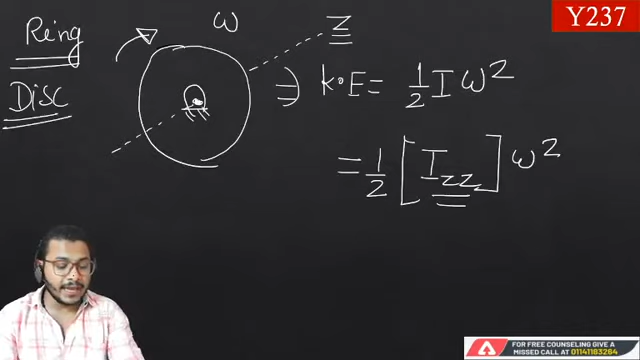 Ring
Disc
ω
Z
⇒ K.E = 1/2 I ω²
= 1/2 [ I_zz ] ω²
Y237
FOR FREE COUNSELING GIVE A
MISSED CALL AT 01141183264